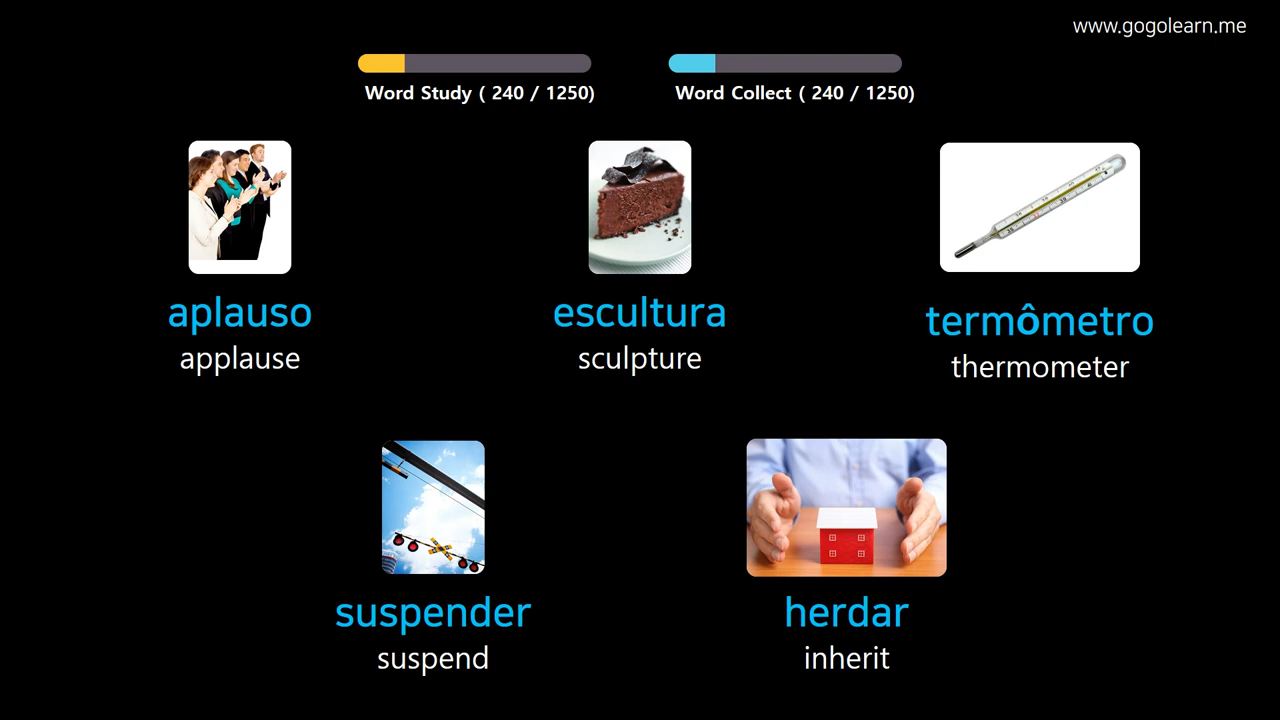 www.gogolearn.me
Word Study ( 240 / 1250)
Word Collect ( 240 / 1250)
aplauso
applause
escultura
sculpture
termômetro
thermometer
suspender
suspend
herdar
inherit